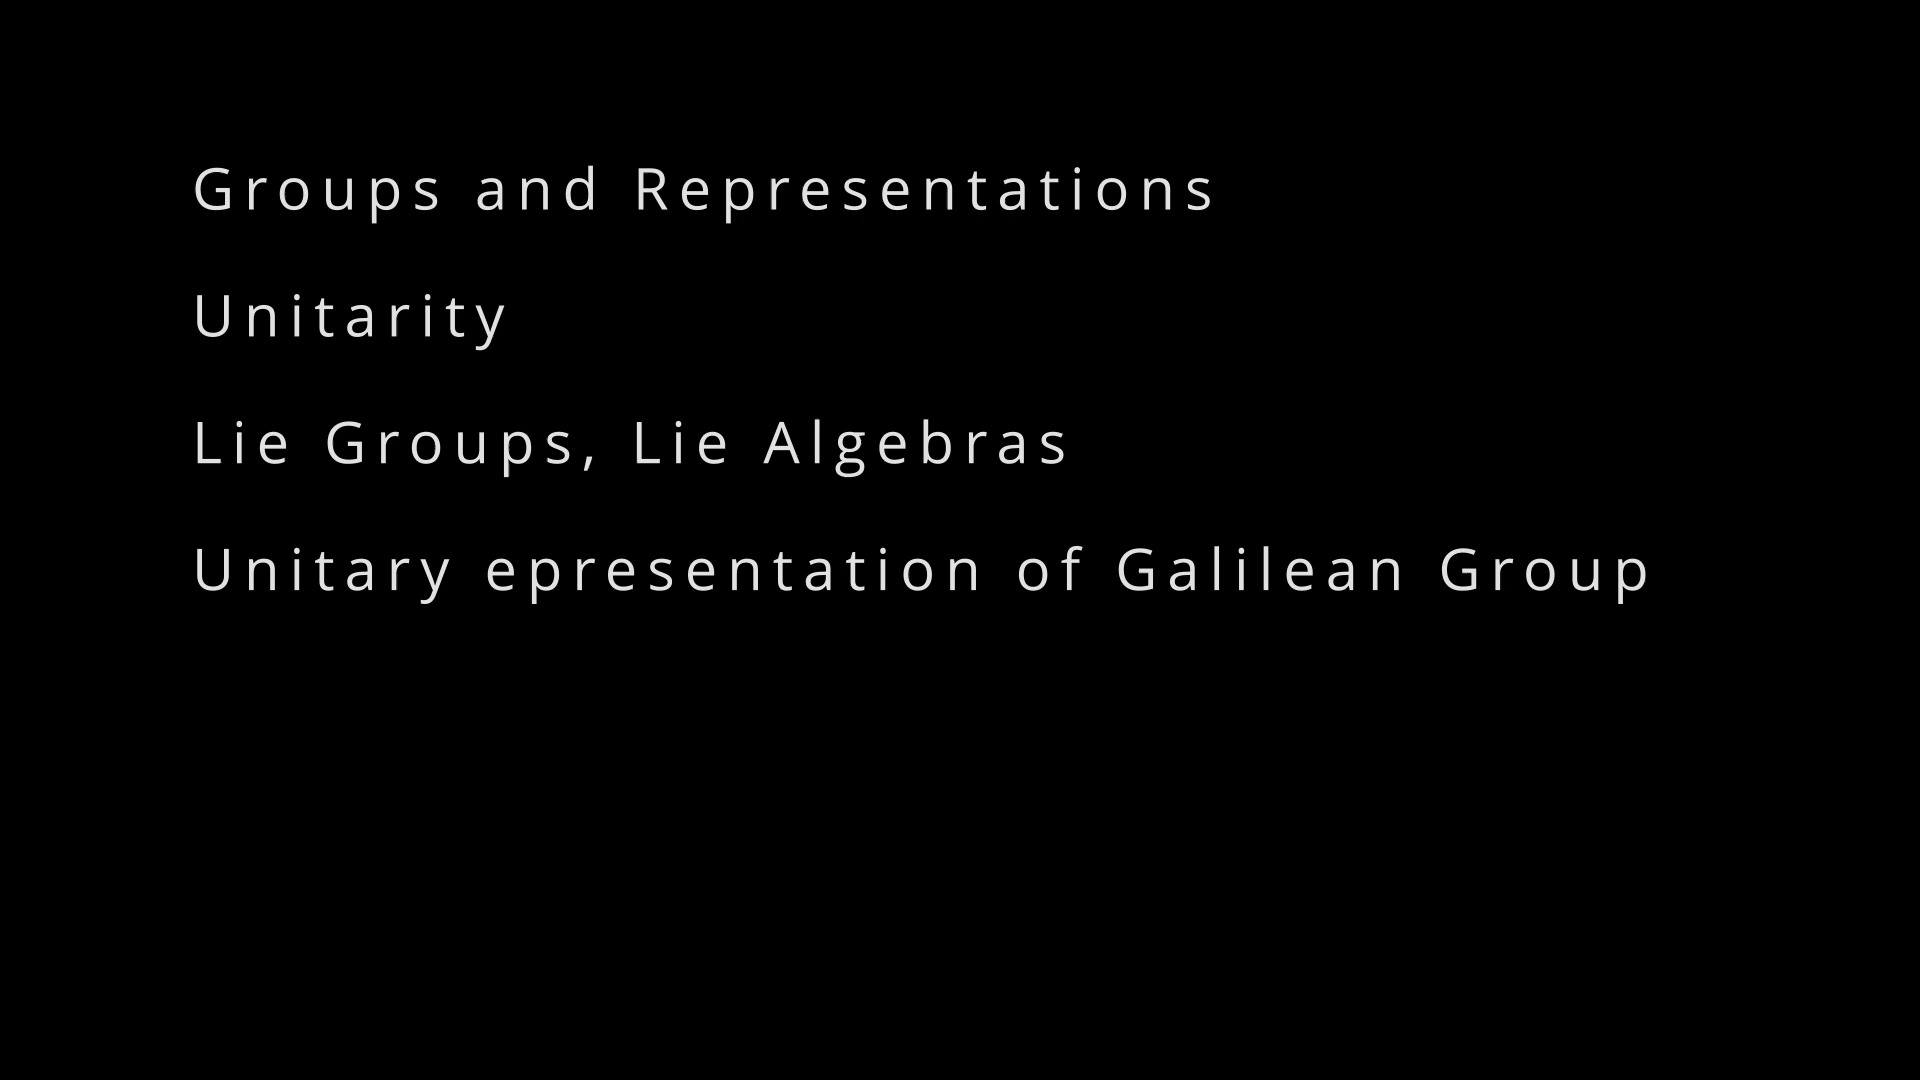 Groups and Representations
Unitarity
Lie Groups, Lie Algebras
Unitary epresentation of Galilean Group